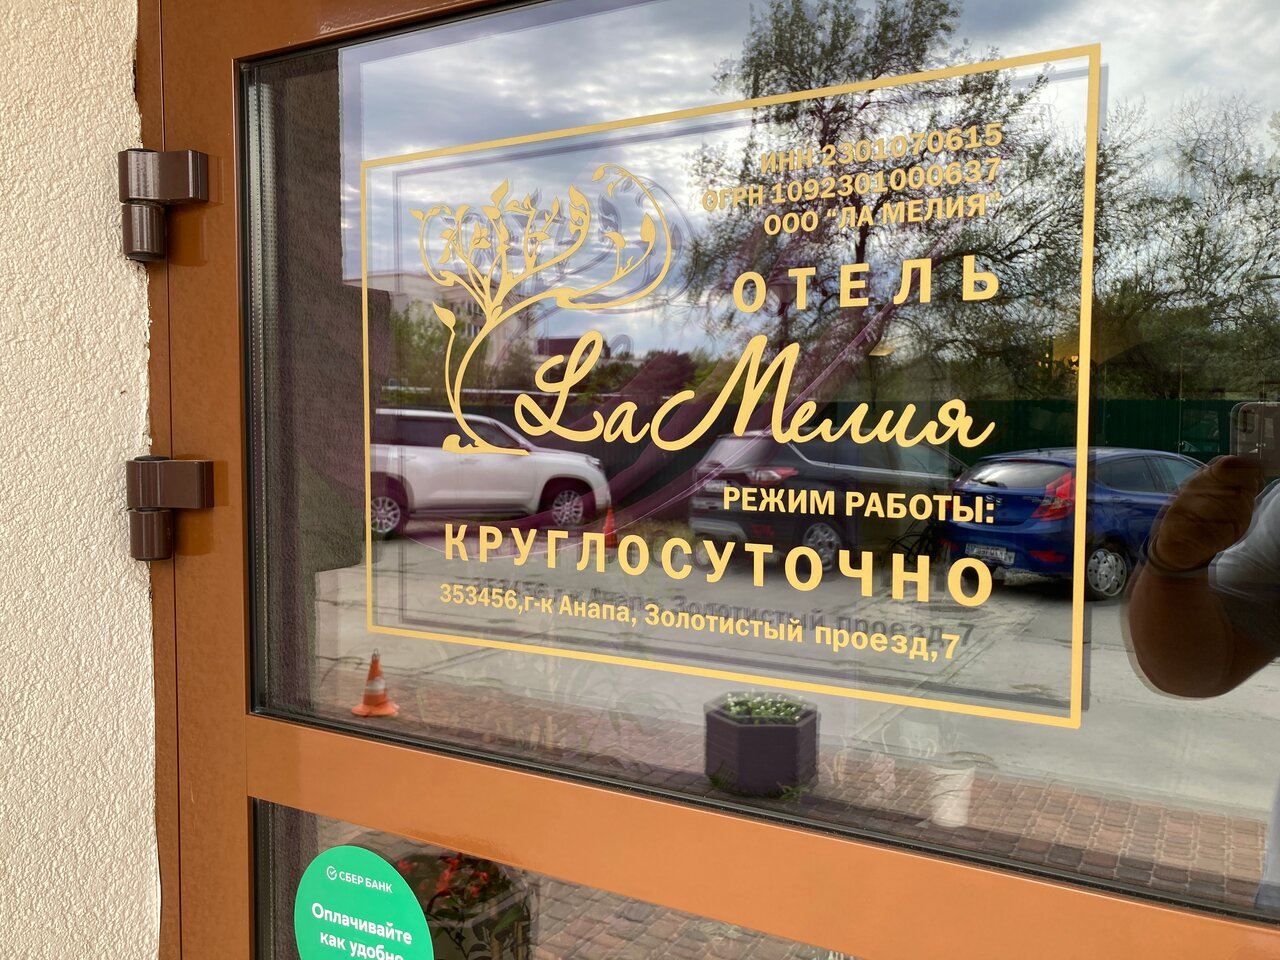 ИНН 2301070615
ОГРН 1092301000637
ООО "ЛА МЕЛИЯ"
ОТЕЛЬ
La Мелия
РЕЖИМ РАБОТЫ:
КРУГЛОСУТОЧНО
353456,г-к Анапа, Золотистый проезд,7
СБЕР БАНК
Оплачивайте
как удобно